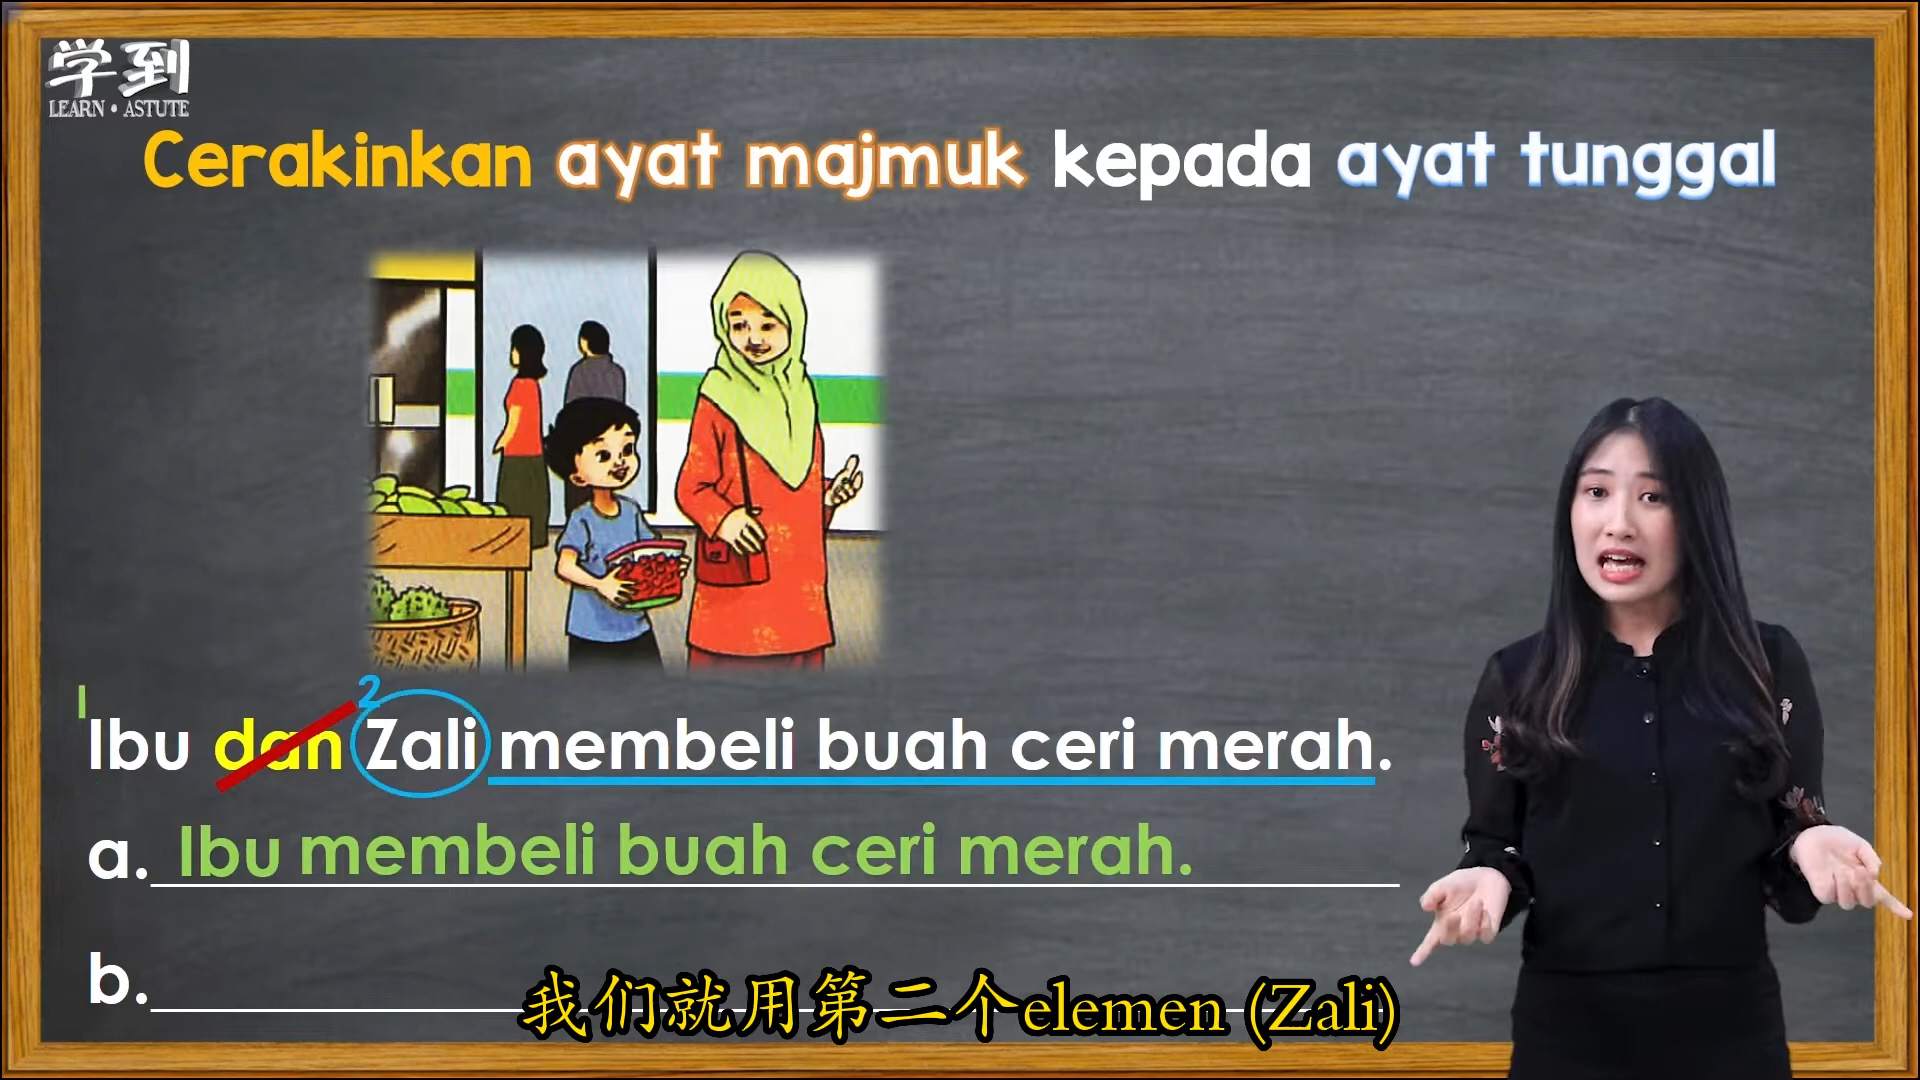 学到
LEARN • ASTUTE
Cerakinkan ayat majmuk kepada ayat tunggal
1 2
Ibu dan Zali membeli buah ceri merah.
a. Ibu membeli buah ceri merah.
b.
我们就用第二个elemen (Zali)